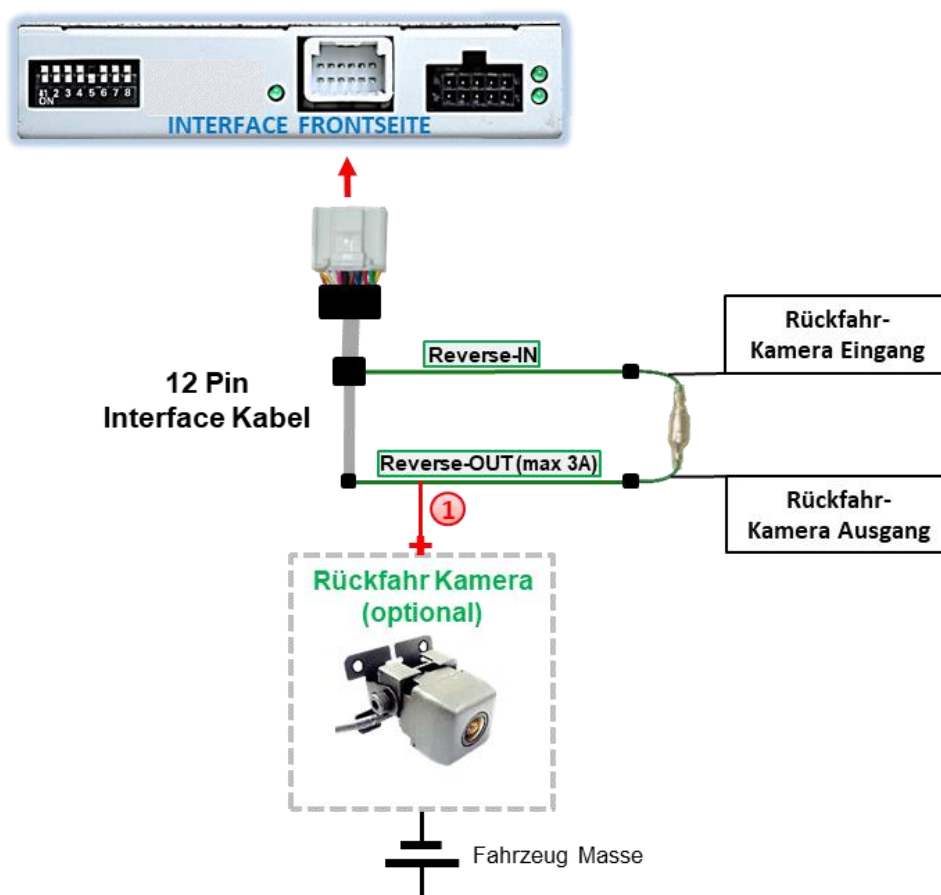 1 2 3 4 5 6 7 8
ON
INTERFACE FRONTSEITE
Rückfahr-
Kamera Eingang
Reverse-IN
12 Pin
Interface Kabel
Reverse-OUT (max 3A)
Rückfahr-
Kamera Ausgang
1
+
Rückfahr Kamera
(optional)
Fahrzeug Masse